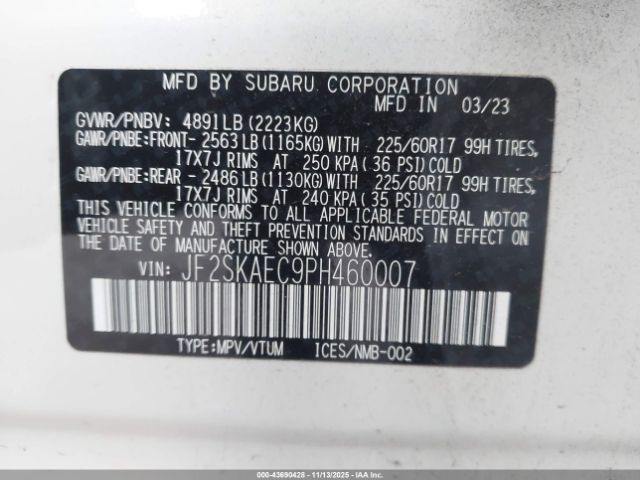 MFD BY SUBARU CORPORATION
MFD IN 03/23
GVWR/PNBV: 4891LB(2223KG)
GAWR/PNBE:FRONT- 2563LB(1165KG)WITH 225/60R17 99H TIRES,
17X7J RIMS AT 250 KPA( 36 PSI)COLD
GAWR/PNBE:REAR - 2486LB(1130KG)WITH 225/60R17 99H TIRES,
17X7J RIMS AT 240 KPA( 35 PSI)COLD
THIS VEHICLE CONFORMS TO ALL APPLICABLE FEDERAL MOTOR
VEHICLE SAFETY AND THEFT PREVENTION STANDARDS IN EFFECT ON
THE DATE OF MANUFACTURE SHOWN ABOVE.
VIN: JF2SKAEC9PH460007
TYPE:MPV/VTUM ICES/NMB-002
000-43690428 - 11/13/2025 - IAAI.com